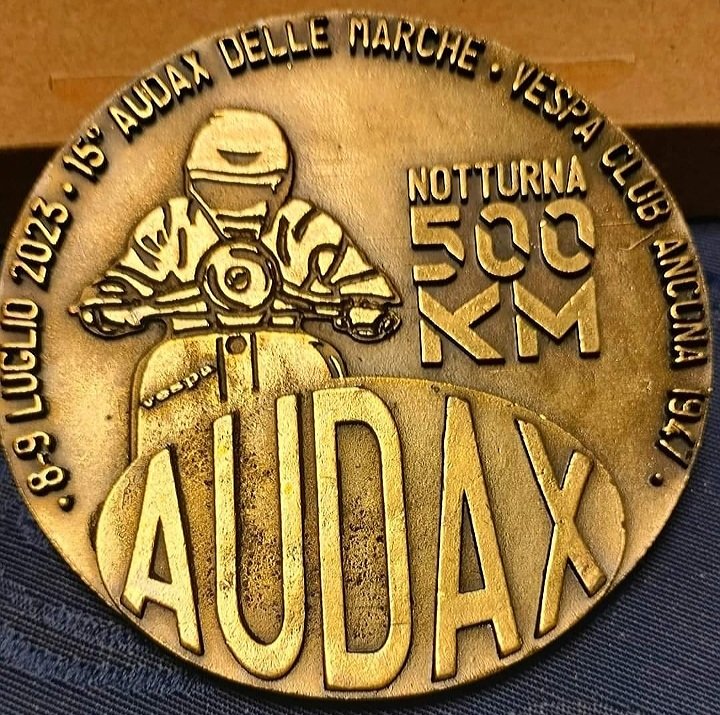 8-9 LUGLIO 2023 • 15° AUDAX DELLE MARCHE • VESPA CLUB ANCONA 1947
NOTTURNA
500
KM
vespa
AUDAX